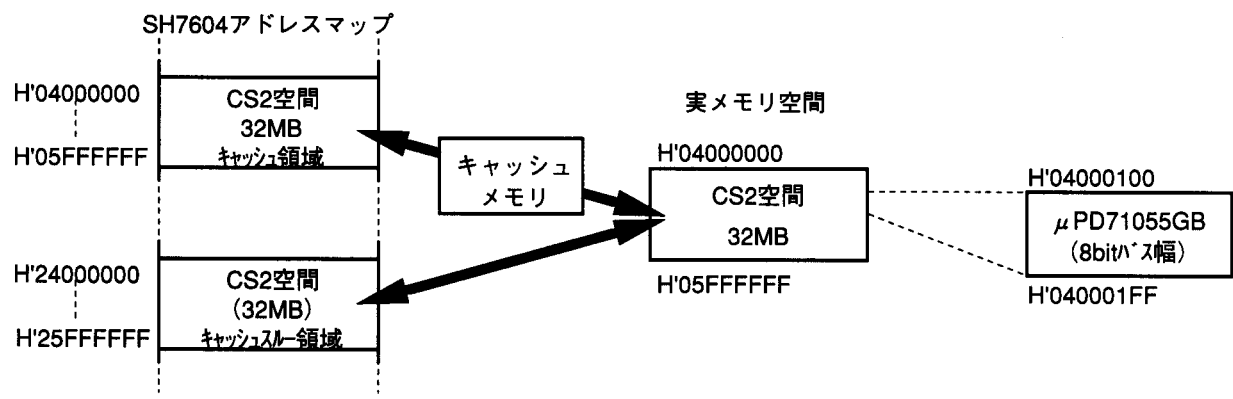 SH7604アドレスマップ
H'04000000
H'05FFFFFF
CS2空間
32MB
キャッシュ領域
キャッシュ
メモリ
実メモリ空間
H'04000000
CS2空間
32MB
H'05FFFFFF
H'04000100
μPD71055GB
(8bitバス幅)
H'040001FF
H'24000000
H'25FFFFFF
CS2空間
(32MB)
キャッシュスルー領域